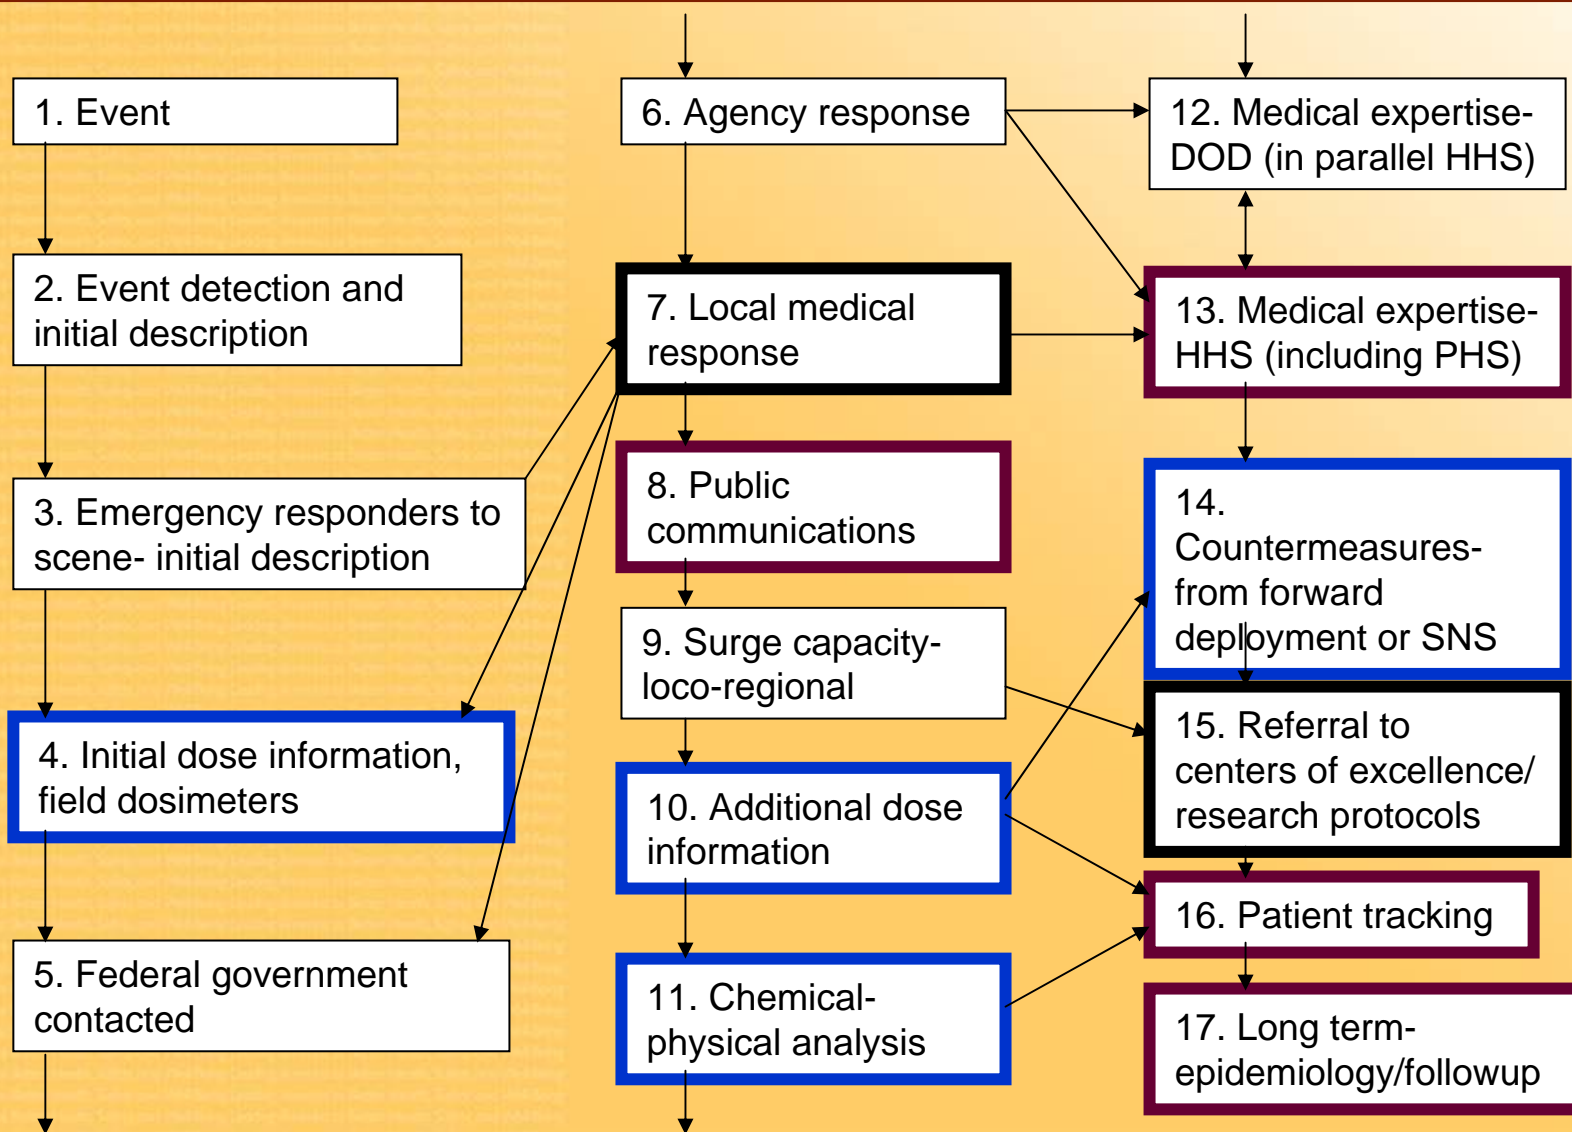 1. Event
2. Event detection and
initial description
3. Emergency responders to
scene- initial description
4. Initial dose information,
field dosimeters
5. Federal government
contacted
6. Agency response
7. Local medical
response
8. Public
communications
9. Surge capacity-
loco-regional
10. Additional dose
information
11. Chemical-
physical analysis
12. Medical expertise-
DOD (in parallel HHS)
13. Medical expertise-
HHS (including PHS)
14.
Countermeasures-
from forward
deployment or SNS
15. Referral to
centers of excellence/
research protocols
16. Patient tracking
17. Long term-
epidemiology/followup